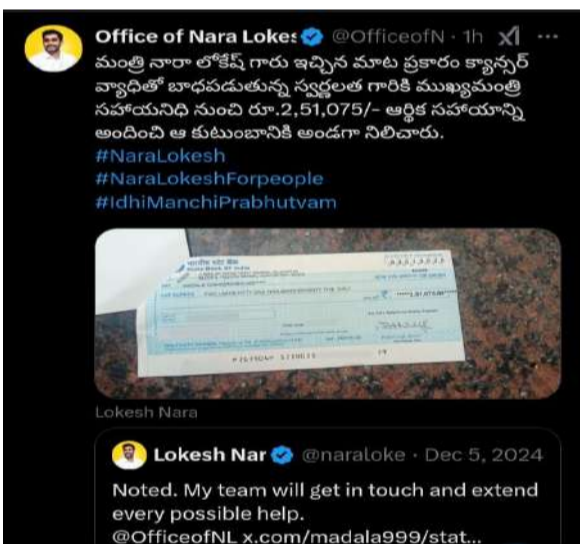 Office of Nara Lokes @OfficeofN · 1h
మంత్రి నారా లోకేష్ గారు ఇచ్చిన మాట ప్రకారం క్యాన్సర్
వ్యాధితో బాధపడుతున్న స్వర్ణలత గారికి ముఖ్యమంత్రి
సహాయనిధి నుంచి రూ.2,51,075/- ఆర్థిక సహాయాన్ని
అందించి ఆ కుటుంబానికి అండగా నిలిచారు.
#NaraLokesh
#NaraLokeshForpeople
#IdhiManchiPrabhutvam
भारतीय स्टेट बैंक
State Bank of India
Lokesh Nara
Lokesh Nar @naraloke · Dec 5, 2024
Noted. My team will get in touch and extend
every possible help.
@OfficeofNL x.com/madala999/stat...